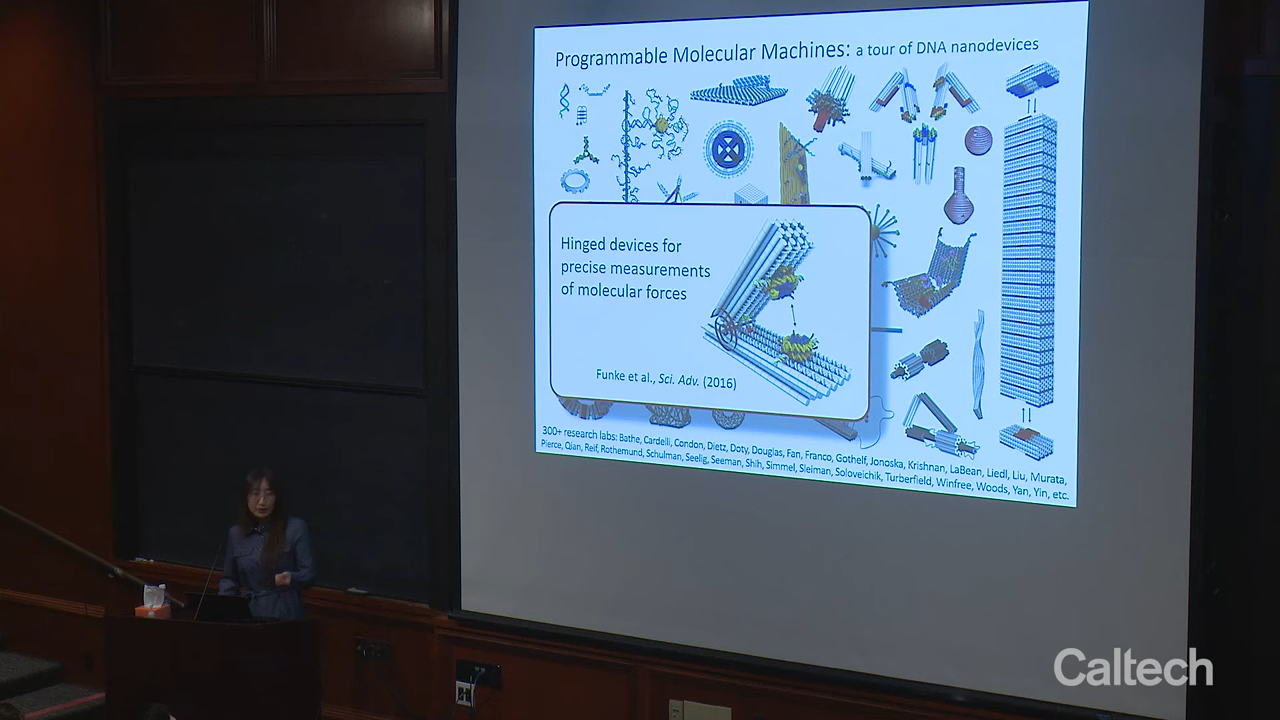 Programmable Molecular Machines: a tour of DNA nanodevices
Hinged devices for
precise measurements
of molecular forces
Funke et al., Sci. Adv. (2016)
300+ research labs: Bathe, Cardelli, Condon, Dietz, Doty, Douglas, Fan, Franco, Gothelf, Jonoska, Krishnan, LaBean, Liedl, Liu, Murata,
Pierce, Qian, Reif, Rothemund, Schulman, Seelig, Seeman, Shih, Simmel, Sleiman, Soloveichik, Turberfield, Winfree, Woods, Yan, Yin, etc.
Caltech